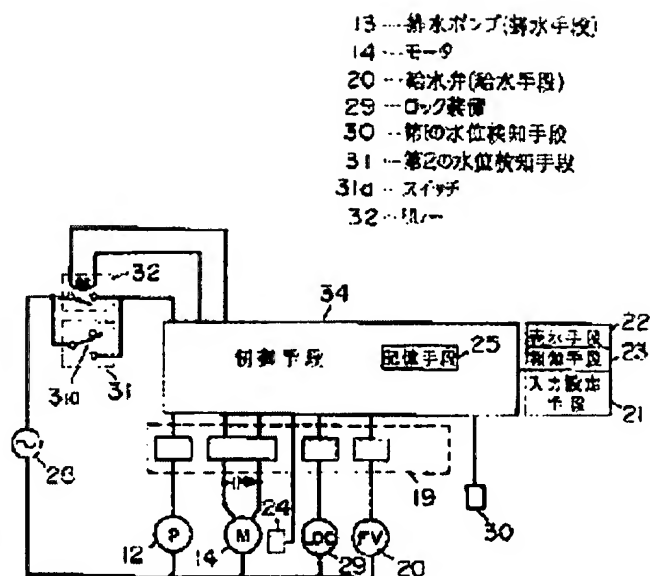 13…排水ポンプ(排水手段)
14…モータ
20…給水弁(給水手段)
29…ロック装備
30…第1の水位検知手段
31…第2の水位検知手段
31a…スイッチ
32…リレー
32
34
制御手段
記憶手段
25
表示手段
22
報知手段
23
入力設定
手段
21
31a
31
19
24
30
P
M
LOC
FV
12
14
29
20